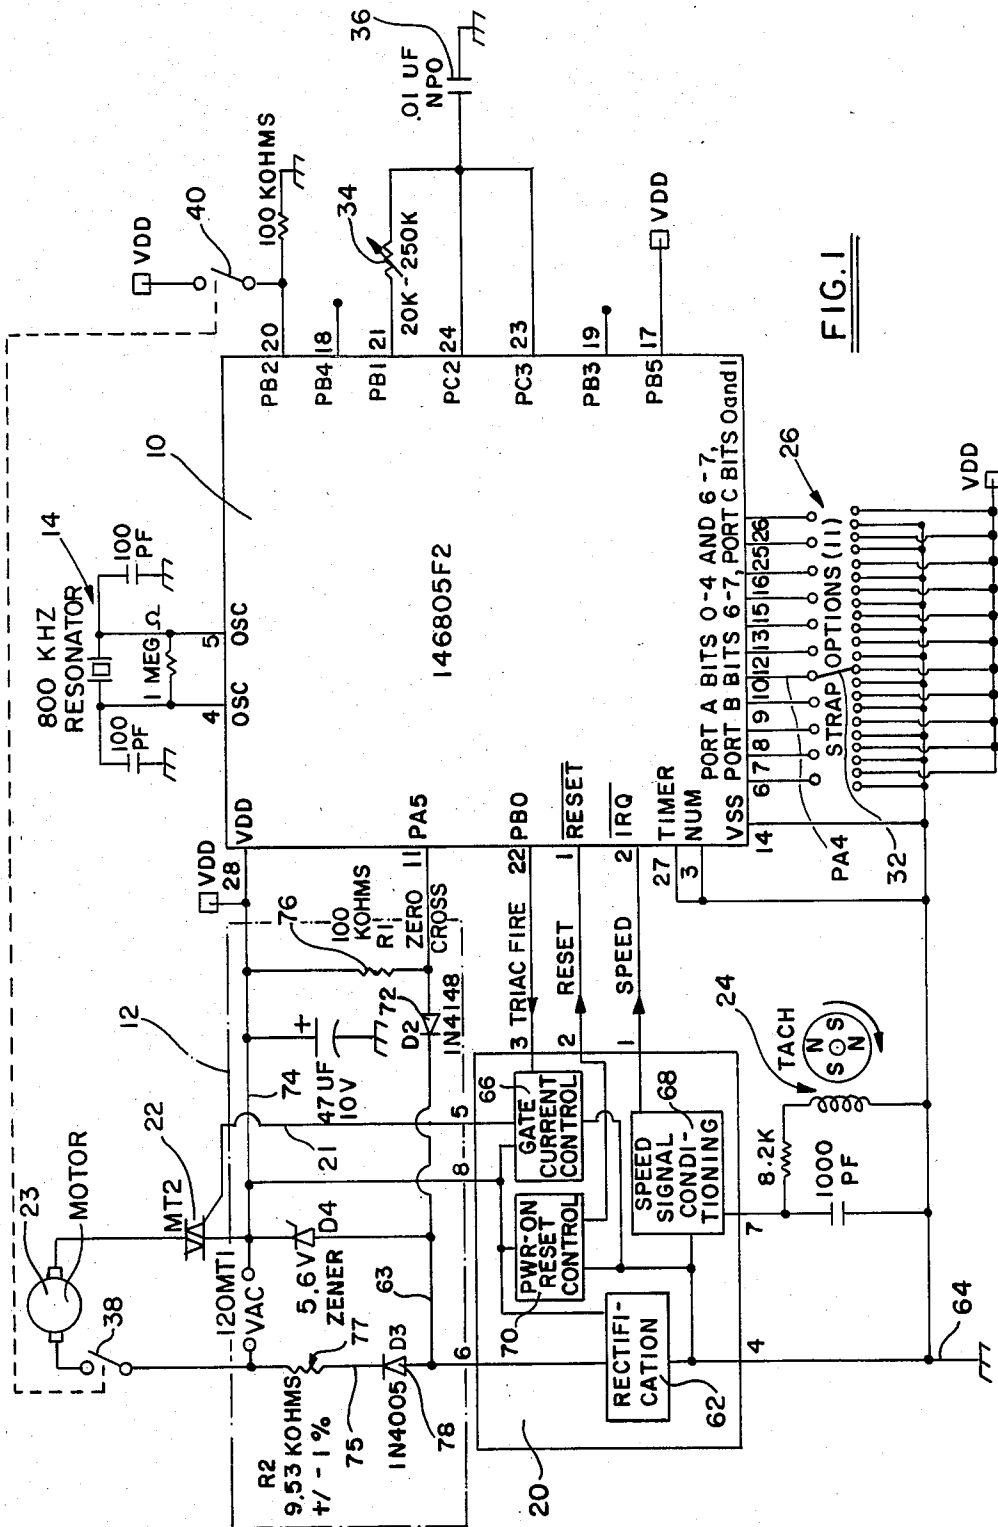 800 KHZ
RESONATOR
14
100
PF
100
PF
1 MEG Ω
4
5
OSC
OSC
10
VDD
40
100 KOHMS
36
.01 UF
NPO
34
20K-250K
VDD
PB2 20
PB4 18
PB1 21
PC2 24
PC3 23
PB3 19
PB5 17
146805F2
VDD
28
VDD
PA5
11
PB0
22
RESET
1
IRQ
2
TIMER
27
NUM
3
VSS
14
PORT A BITS 0-4 AND 6-7,
PORT B BITS 6-7, PORT C BITS 0 and 1
6
7
8
9
10
12
13
15
16
25
26
STRAP OPTIONS (11)
26
PA4
32
VDD
FIG. 1
23
MOTOR
38
22
MT2
12
120
MT1
VAC
74
21
76
100
KOHMS
R1
ZERO
CROSS
+
47 UF
10V
72
D2
1N4148
5.6V
ZENER
D4
77
R2
9.53 KOHMS
+/- 1%
75
1N4005
D3
78
63
6
8
5
3 TRIAC FIRE
2 RESET
1 SPEED
66
GATE
CURRENT
CONTROL
PWR-ON
RESET
CONTROL
70
SPEED
SIGNAL
CONDI-
TIONING
68
RECTIFI-
CATION
62
20
4
7
8.2K
1000
PF
24
TACH
N
S
S
N
64